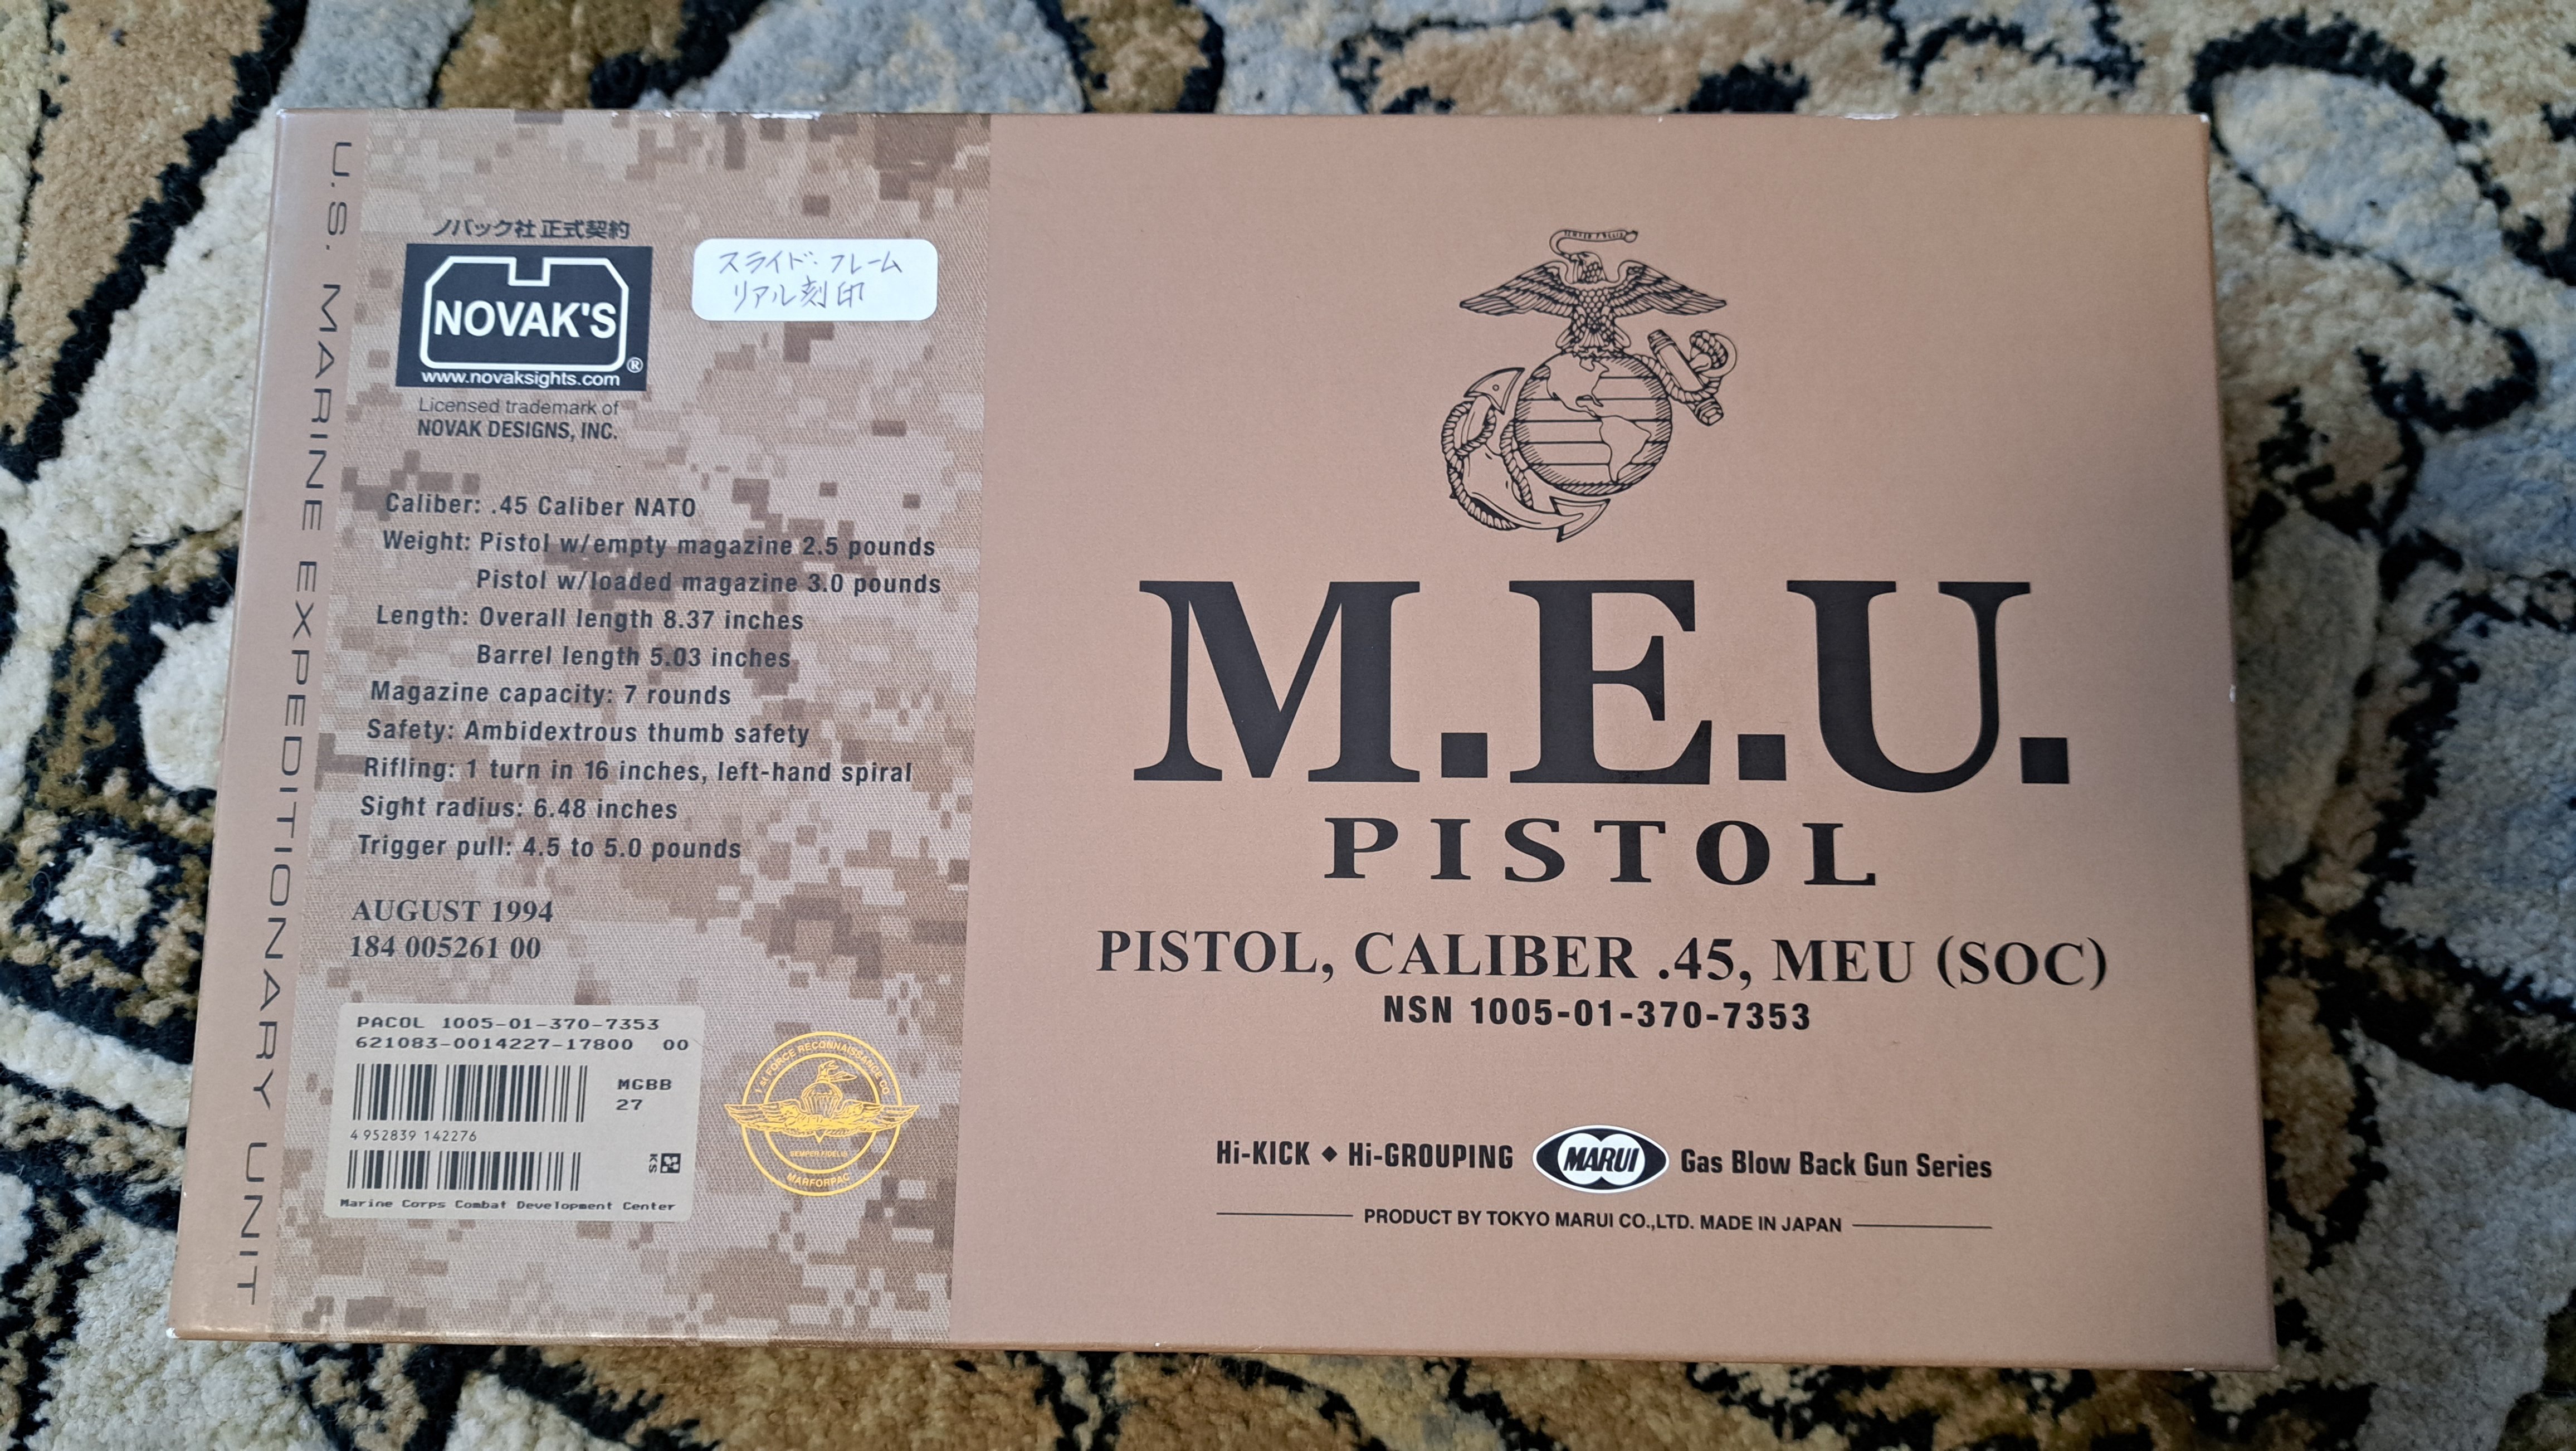 U.S. MARINE EXPEDITIONARY UNIT
ノバック社 正式契約
NOVAK'S
®
www.novaksights.com
Licensed trademark of
NOVAK DESIGNS, INC.
スライド・フレーム
リアル刻印
Caliber: .45 Caliber NATO
Weight: Pistol w/empty magazine 2.5 pounds
Pistol w/loaded magazine 3.0 pounds
Length: Overall length 8.37 inches
Barrel length 5.03 inches
Magazine capacity: 7 rounds
Safety: Ambidextrous thumb safety
Rifling: 1 turn in 16 inches, left-hand spiral
Sight radius: 6.48 inches
Trigger pull: 4.5 to 5.0 pounds
AUGUST 1994
184 005261 00
PACOL 1005-01-370-7353
621083-0014227-17800 00
MGBB
27
4 952839 142276
KS
Marine Corps Combat Development Center
1st FORCE RECONNAISSANCE CO
SEMPER FIDELIS
MARFORPAC
M.E.U.
PISTOL
PISTOL, CALIBER .45, MEU (SOC)
NSN 1005-01-370-7353
Hi-KICK ◆ Hi-GROUPING MARUI Gas Blow Back Gun Series
PRODUCT BY TOKYO MARUI CO.,LTD. MADE IN JAPAN